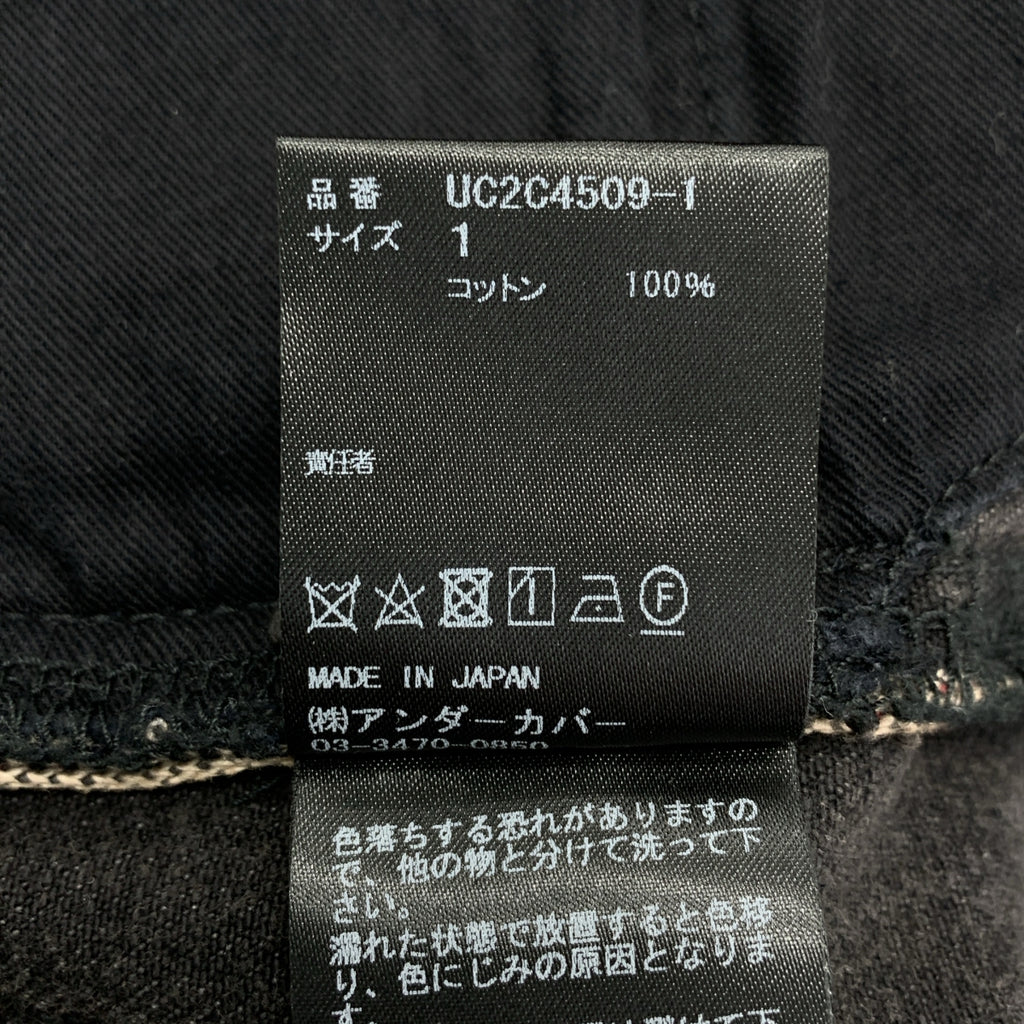 品番 UC2C4509-1
サイズ 1
コットン 100%
責任者
F
MADE IN JAPAN
(株)アンダーカバー
03-3470-0850
色落ちする恐れがありますの
で、他の物と分けて洗って下
さい。
濡れた状態で放置すると色移
り、色にじみの原因となりま
す。